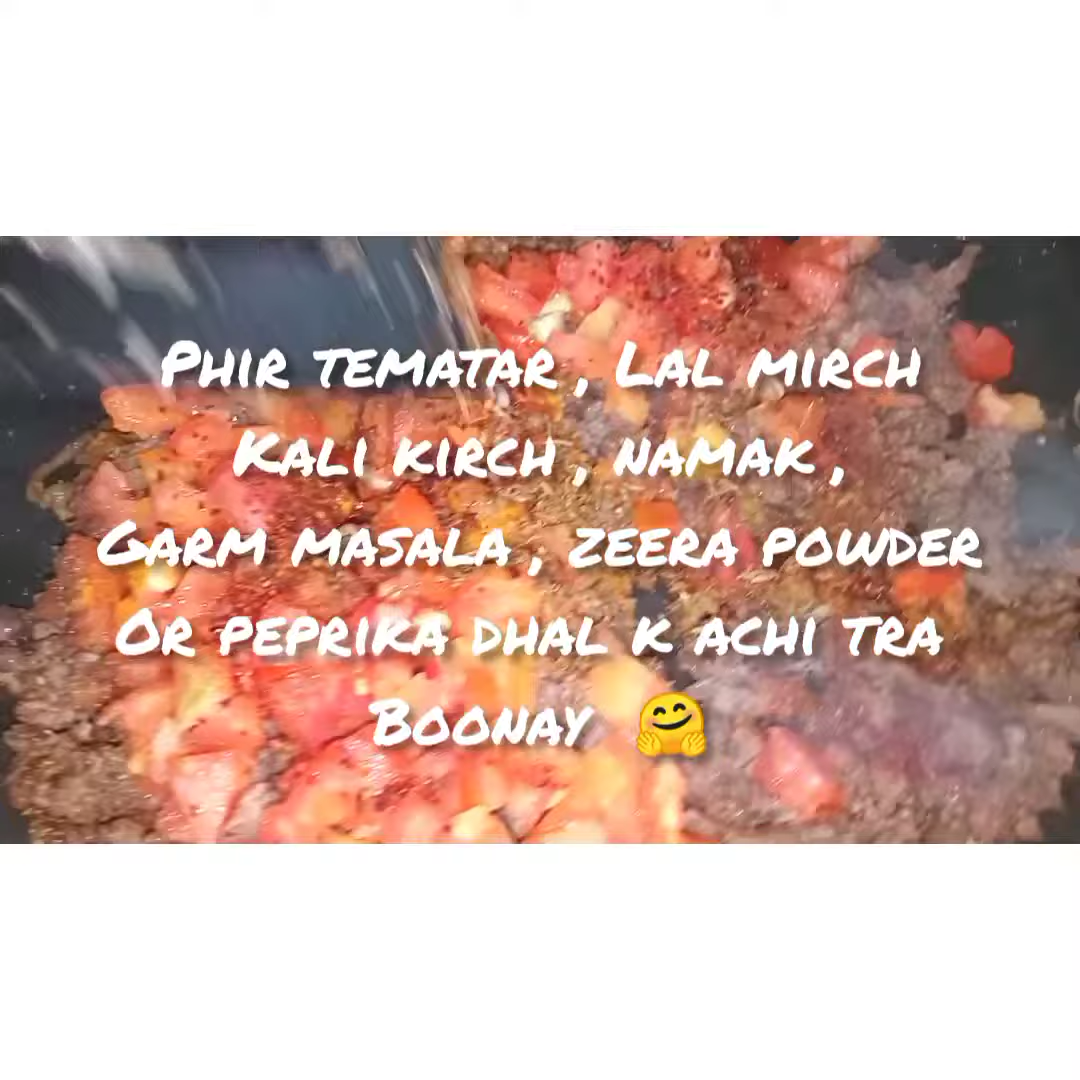 Phir tematar , Lal mirch
Kali kirch , namak ,
Garm masala , zeera powder
Or peprika dhal k achi tra
Boonay 🤗